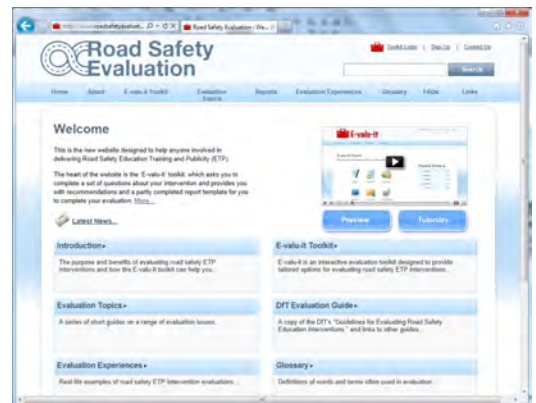 Road Safety Evaluation | We...
Road Safety
Evaluation
Toolkit Login | Sign Up | Contact Us
Search
Home About E-valu-it Toolkit Evaluation Topics Reports Evaluation Experiences Glossary FAQs Links
Welcome
This is the new website designed to help anyone involved in
delivering Road Safety Education Training and Publicity (ETP).
The heart of the website is the 'E-valu-it' toolkit which asks you to
complete a set of questions about your intervention and provides you
with recommendations and a partly completed report template for you
to complete your evaluation. More...
Latest News...
E-valu-it
Preview Tutorials
Introduction
The purpose and benefits of evaluating road safety ETP
interventions and how the E-valu-it toolkit can help you.
E-valu-it Toolkit
E-valu-it is an interactive evaluation toolkit designed to provide
tailored options for evaluating road safety ETP interventions.
Evaluation Topics
A series of short guides on a range of evaluation issues.
DfT Evaluation Guide
A copy of the DfT's "Guidelines for Evaluating Road Safety
Education Interventions." and links to other guides.
Evaluation Experiences
Real-life examples of road safety ETP intervention evaluations.
Glossary
Definitions of words and terms often used in evaluation.